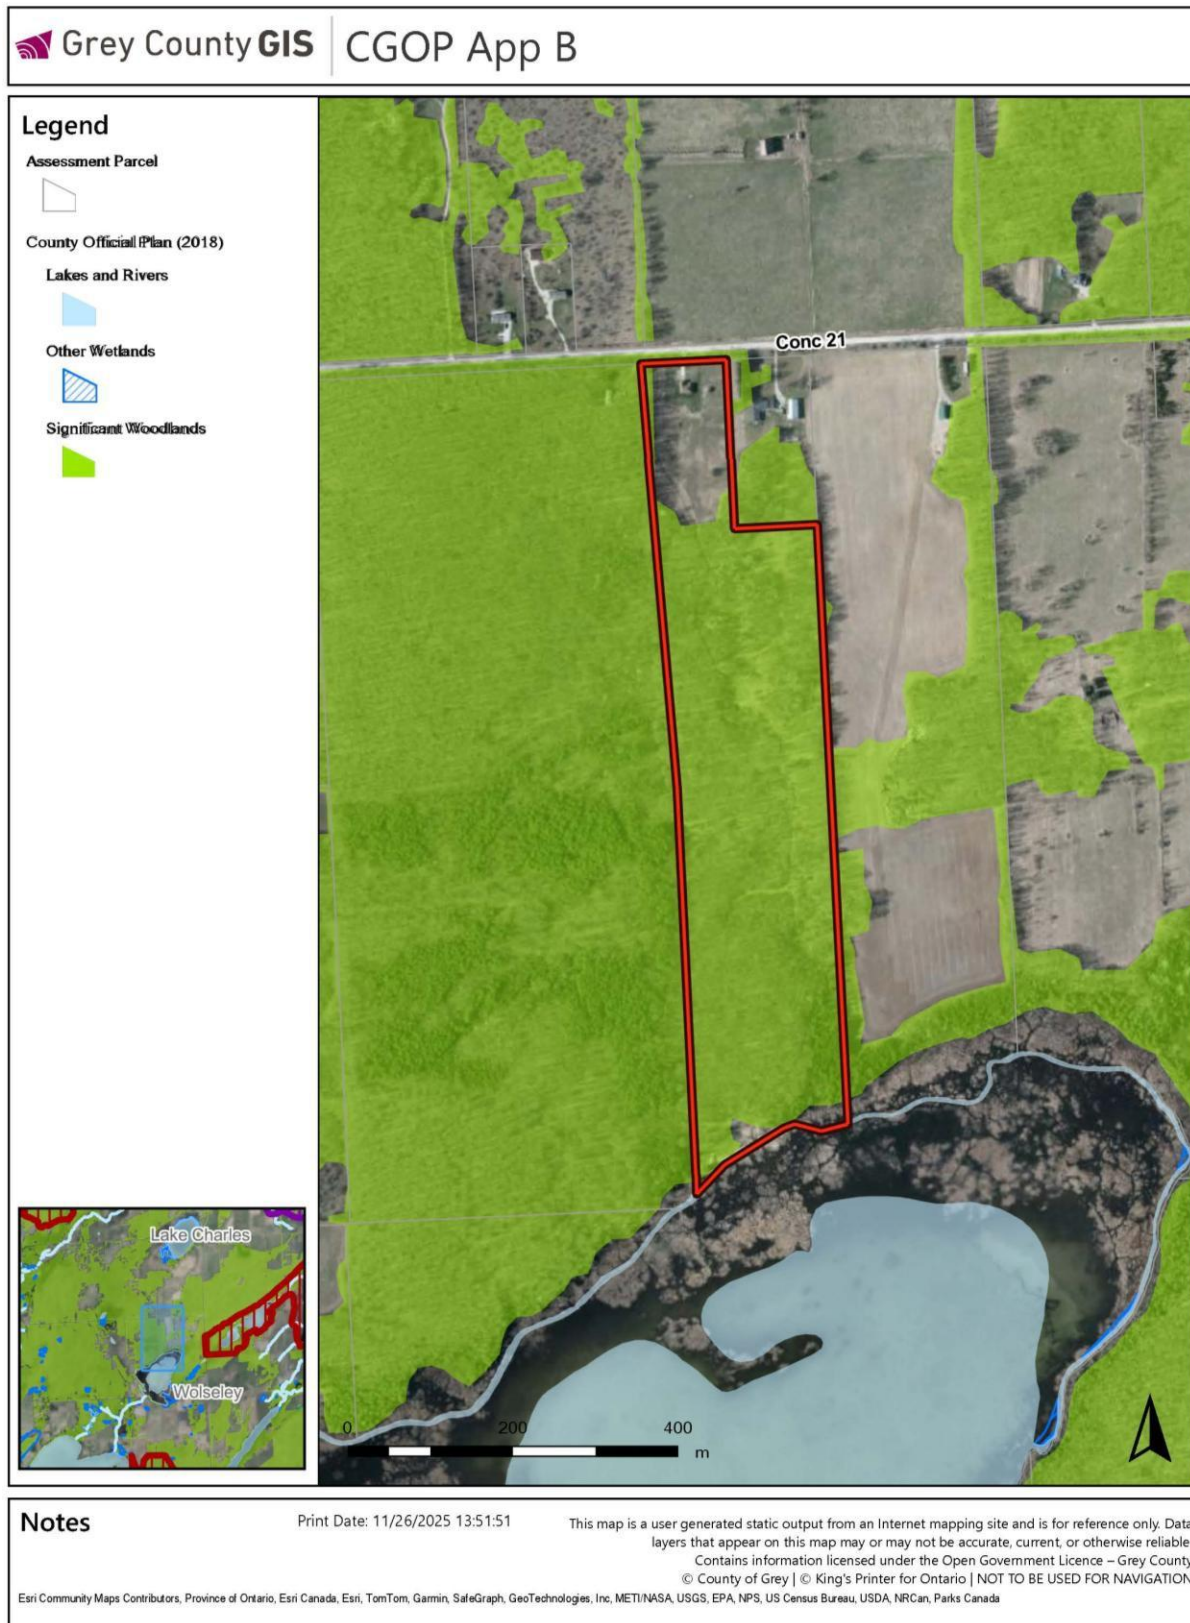 Grey County GIS
CGOP App B
Legend
Assessment Parcel
County Official Plan (2018)
Lakes and Rivers
Other Wetlands
Significant Woodlands
Conc 21
Lake Charles
Wolseley
0 200 400
m
Notes
Print Date: 11/26/2025 13:51:51
This map is a user generated static output from an Internet mapping site and is for reference only. Data
layers that appear on this map may or may not be accurate, current, or otherwise reliable
Contains information licensed under the Open Government Licence – Grey County
© County of Grey | © King's Printer for Ontario | NOT TO BE USED FOR NAVIGATION
Esri Community Maps Contributors, Province of Ontario, Esri Canada, Esri, TomTom, Garmin, SafeGraph, GeoTechnologies, Inc, METI/NASA, USGS, EPA, NPS, US Census Bureau, USDA, NRCan, Parks Canada